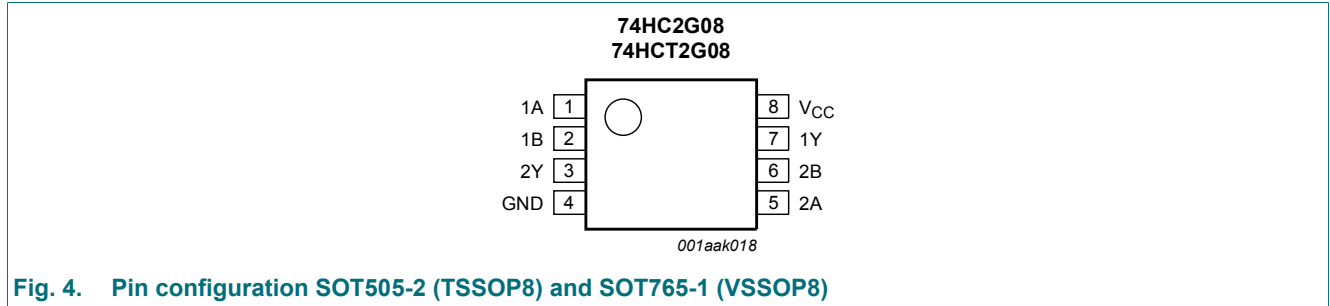 74HC2G08
74HCT2G08
1A 1 8 VCC
1B 2 7 1Y
2Y 3 6 2B
GND 4 5 2A
001aak018
Fig. 4. Pin configuration SOT505-2 (TSSOP8) and SOT765-1 (VSSOP8)